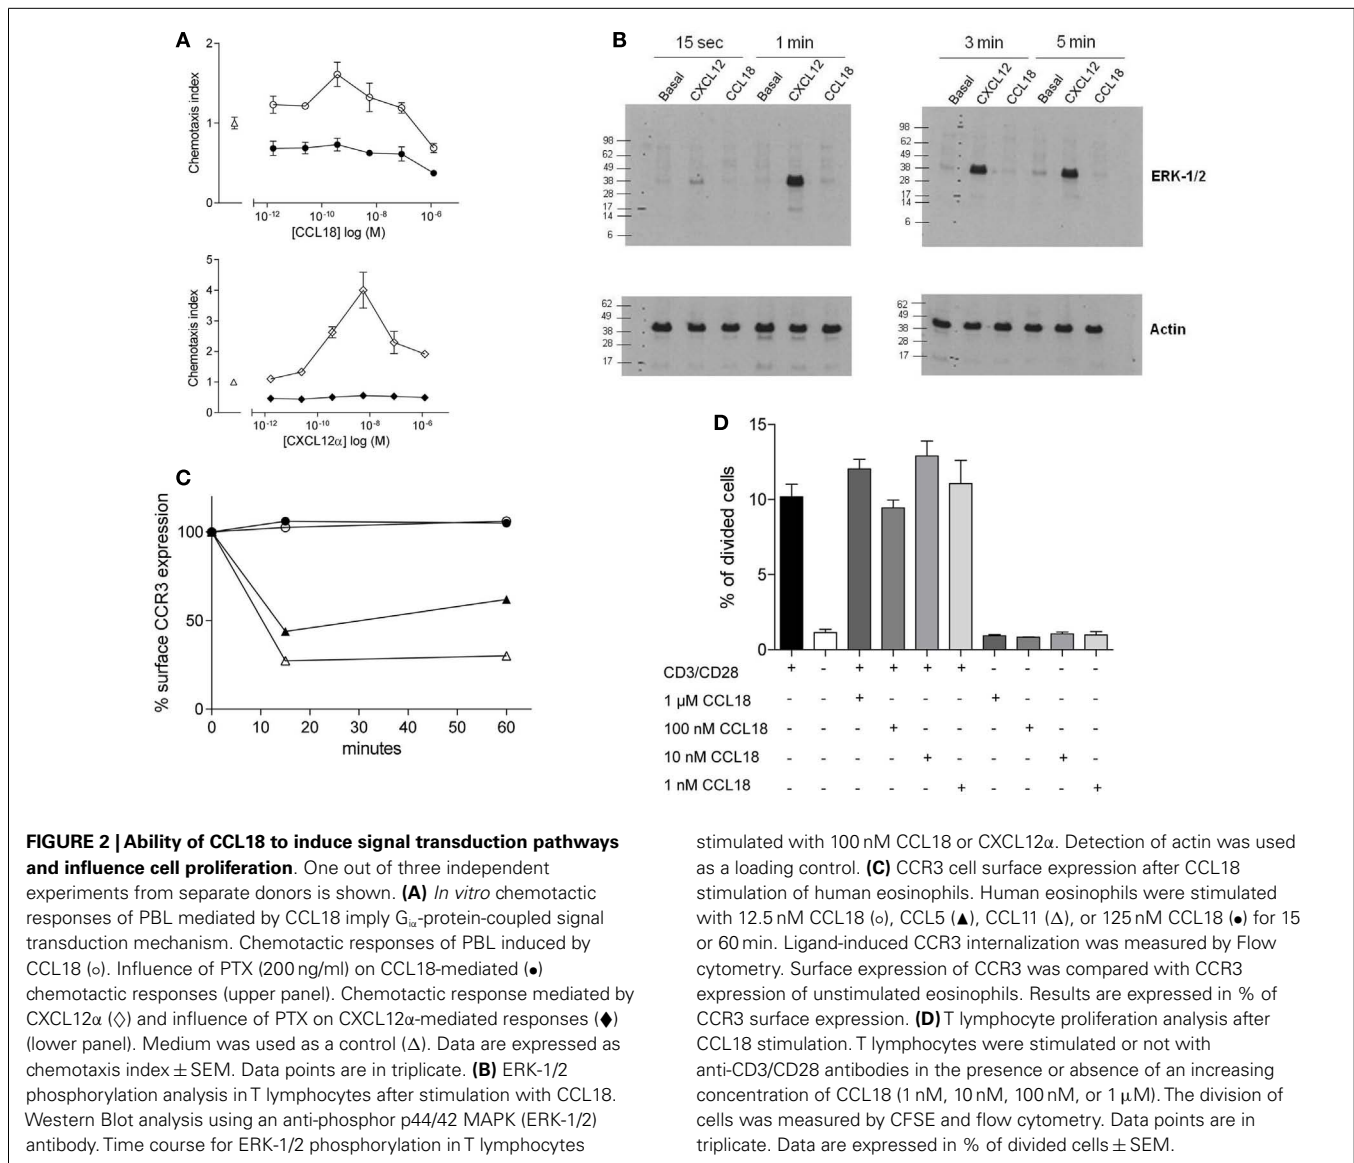 A
2
1
0
Chemotaxis index
10-12
10-10
10-8
10-6
[CCL18] log (M)
5
4
3
2
1
0
Chemotaxis index
10-12
10-10
10-8
10-6
[CXCL12α] log (M)
B
15 sec
1 min
Basal
CXCL12
CCL18
Basal
CXCL12
CCL18
98
62
49
38
28
17
14
6
3 min
5 min
Basal
CXCL12
CCL18
Basal
CXCL12
CCL18
98
62
49
38
28
17
14
6
ERK-1/2
62
49
38
28
17
62
49
38
28
17
Actin
C
100
50
0
% surface CCR3 expression
0 10 20 30 40 50 60
minutes
D
15
10
5
0
% of divided cells
CD3/CD28 + - + + + + - - - -
1 µM CCL18 - - + - - - + - - -
100 nM CCL18 - - - + - - - + - -
10 nM CCL18 - - - - + - - - + -
1 nM CCL18 - - - - - + - - - +
FIGURE 2 | Ability of CCL18 to induce signal transduction pathways
and influence cell proliferation. One out of three independent
experiments from separate donors is shown. (A) In vitro chemotactic
responses of PBL mediated by CCL18 imply Giα-protein-coupled signal
transduction mechanism. Chemotactic responses of PBL induced by
CCL18 (○). Influence of PTX (200 ng/ml) on CCL18-mediated (●)
chemotactic responses (upper panel). Chemotactic response mediated by
CXCL12α (◇) and influence of PTX on CXCL12α-mediated responses (◆)
(lower panel). Medium was used as a control (Δ). Data are expressed as
chemotaxis index ± SEM. Data points are in triplicate. (B) ERK-1/2
phosphorylation analysis in T lymphocytes after stimulation with CCL18.
Western Blot analysis using an anti-phosphor p44/42 MAPK (ERK-1/2)
antibody. Time course for ERK-1/2 phosphorylation in T lymphocytes
stimulated with 100 nM CCL18 or CXCL12α. Detection of actin was used
as a loading control. (C) CCR3 cell surface expression after CCL18
stimulation of human eosinophils. Human eosinophils were stimulated
with 12.5 nM CCL18 (○), CCL5 (▲), CCL11 (Δ), or 125 nM CCL18 (●) for 15
or 60 min. Ligand-induced CCR3 internalization was measured by Flow
cytometry. Surface expression of CCR3 was compared with CCR3
expression of unstimulated eosinophils. Results are expressed in % of
CCR3 surface expression. (D) T lymphocyte proliferation analysis after
CCL18 stimulation. T lymphocytes were stimulated or not with
anti-CD3/CD28 antibodies in the presence or absence of an increasing
concentration of CCL18 (1 nM, 10 nM, 100 nM, or 1 μM). The division of
cells was measured by CFSE and flow cytometry. Data points are in
triplicate. Data are expressed in % of divided cells ± SEM.